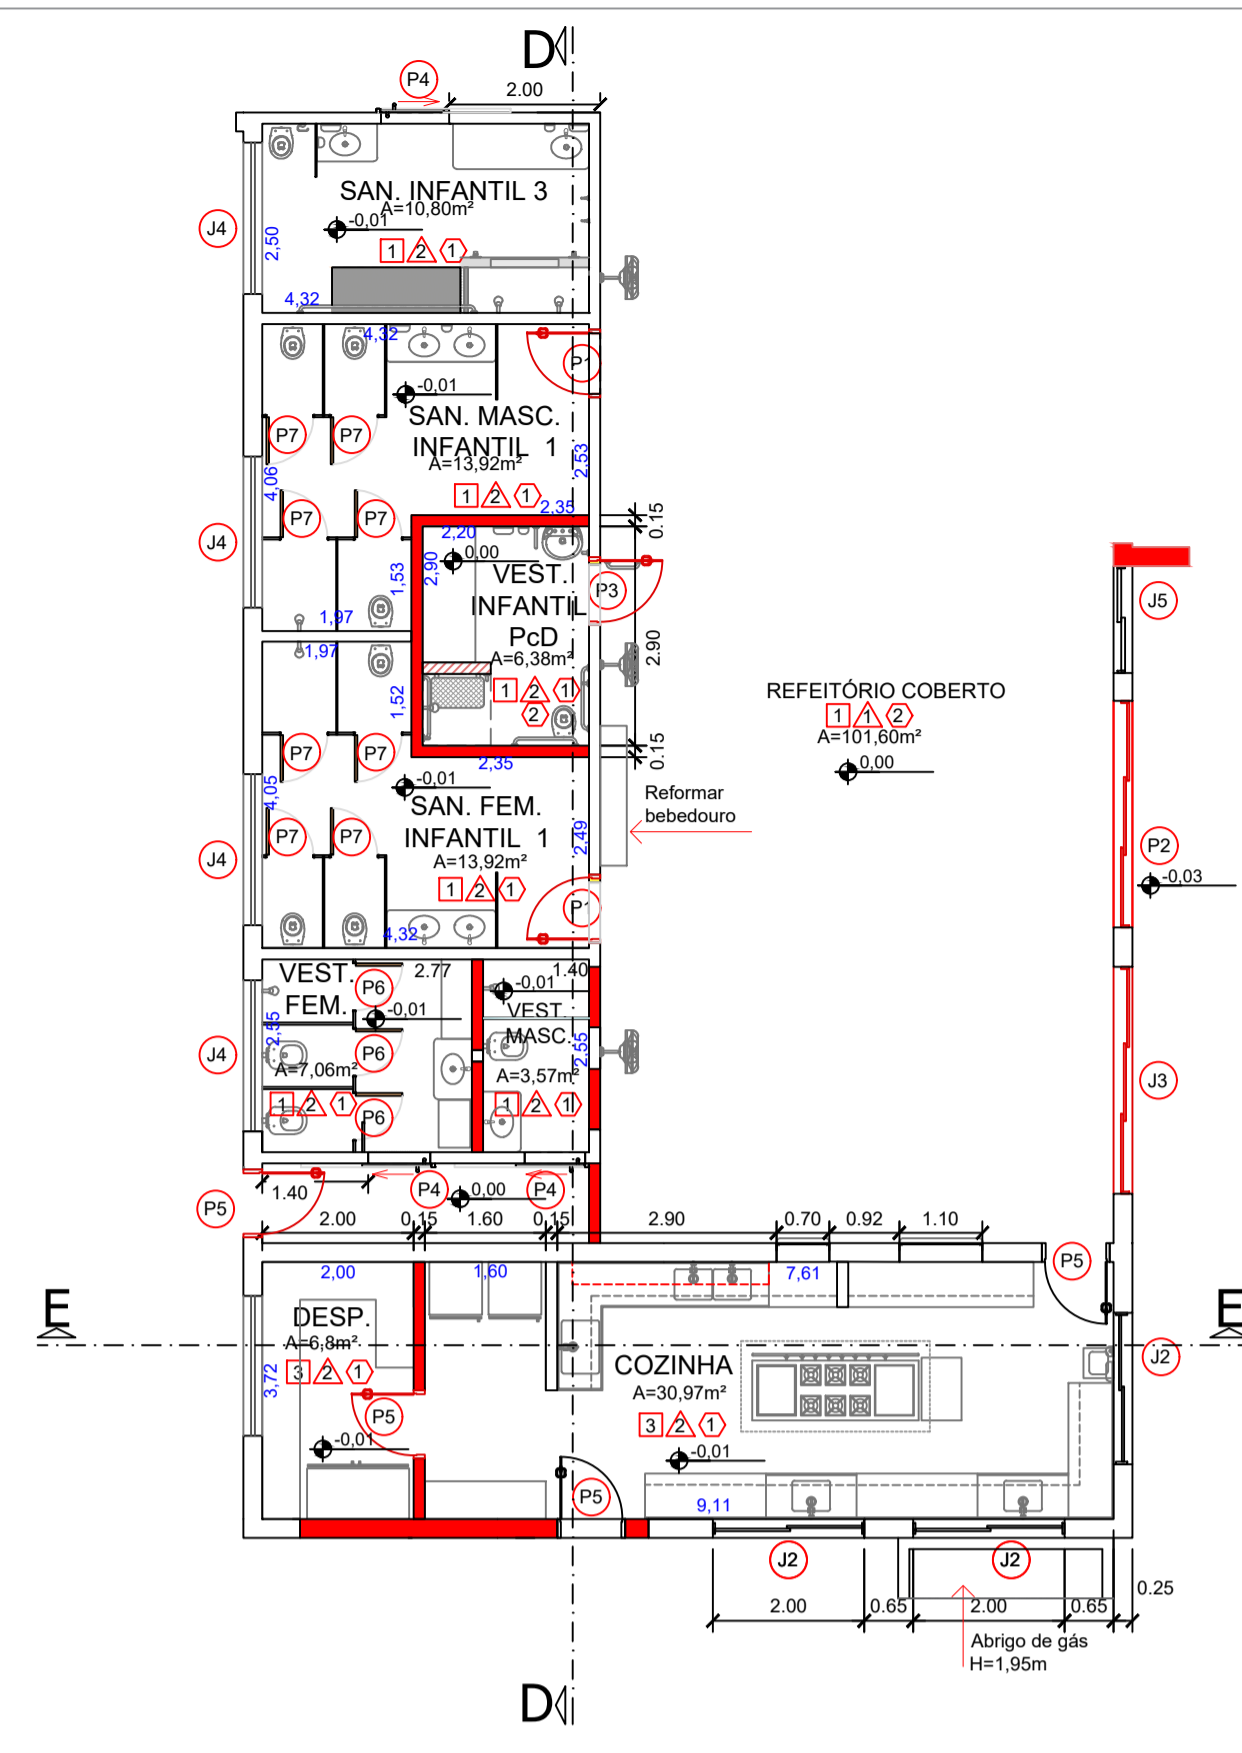 D
P4
2.00
SAN. INFANTIL 3
A=10,80m²
-0,01
1 2 1
J4
2,50
4,32
4,32
P1
-0,01
SAN. MASC.
INFANTIL 1
A=13,92m²
P7 P7
4,06
2.53
1 2 1
2.35
P7 P7
J4
0.15
2,20
2,90
0,00
VEST.
INFANTIL
PcD
A=6,38m²
1 2 1
2
P3
1,53
1,97
1,97
1,52
2.90
0.15
2,35
J5
REFEITÓRIO COBERTO
1 1 2
A=101,60m²
0,00
P7 P7
4,05
-0,01
SAN. FEM.
INFANTIL 1
A=13,92m²
1 2 1
2.49
Reformar
bebedouro
P7 P7
J4
P2
-0,03
P1
4,32
VEST.
FEM.
P6
2.77
-0,01
2,55
A=7,06m²
1 2 1
P6
P6
J4
1.40
-0,01
VEST.
MASC.
2,55
A=3,57m²
1 2 1
J3
P5
1.40
P4
0,00
P4
2.00
0,15
1.60
0,15
2.90
0.70
0.92
1.10
P5
2,00
1,60
7,61
E
E
DESP.
A=6,8m²
3 2 1
3,72
P5
-0,01
COZINHA
A=30,97m²
3 2 1
-0,01
J2
P5
9,11
J2
J2
0.25
2.00
0.65
2.00
0.65
Abrigo de gás
H=1,95m
D